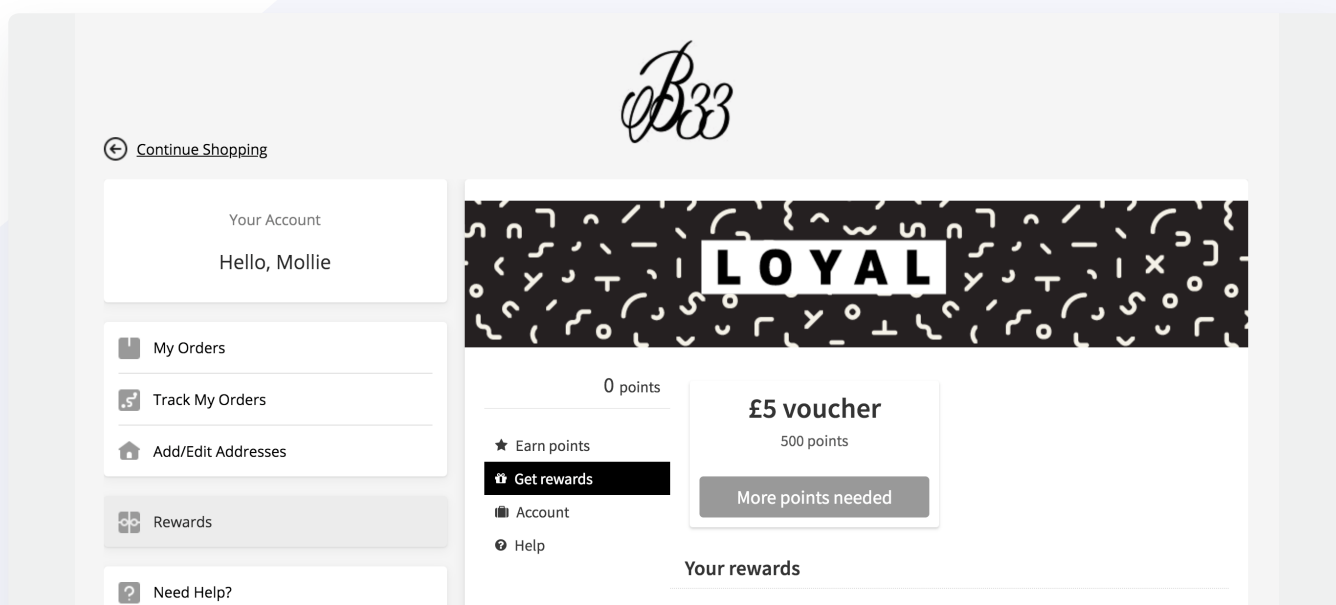 B33
Continue Shopping
Your Account
Hello, Mollie
My Orders
Track My Orders
Add/Edit Addresses
Rewards
Need Help?
LOYAL
0 points
Earn points
Get rewards
Account
Help
£5 voucher
500 points
More points needed
Your rewards